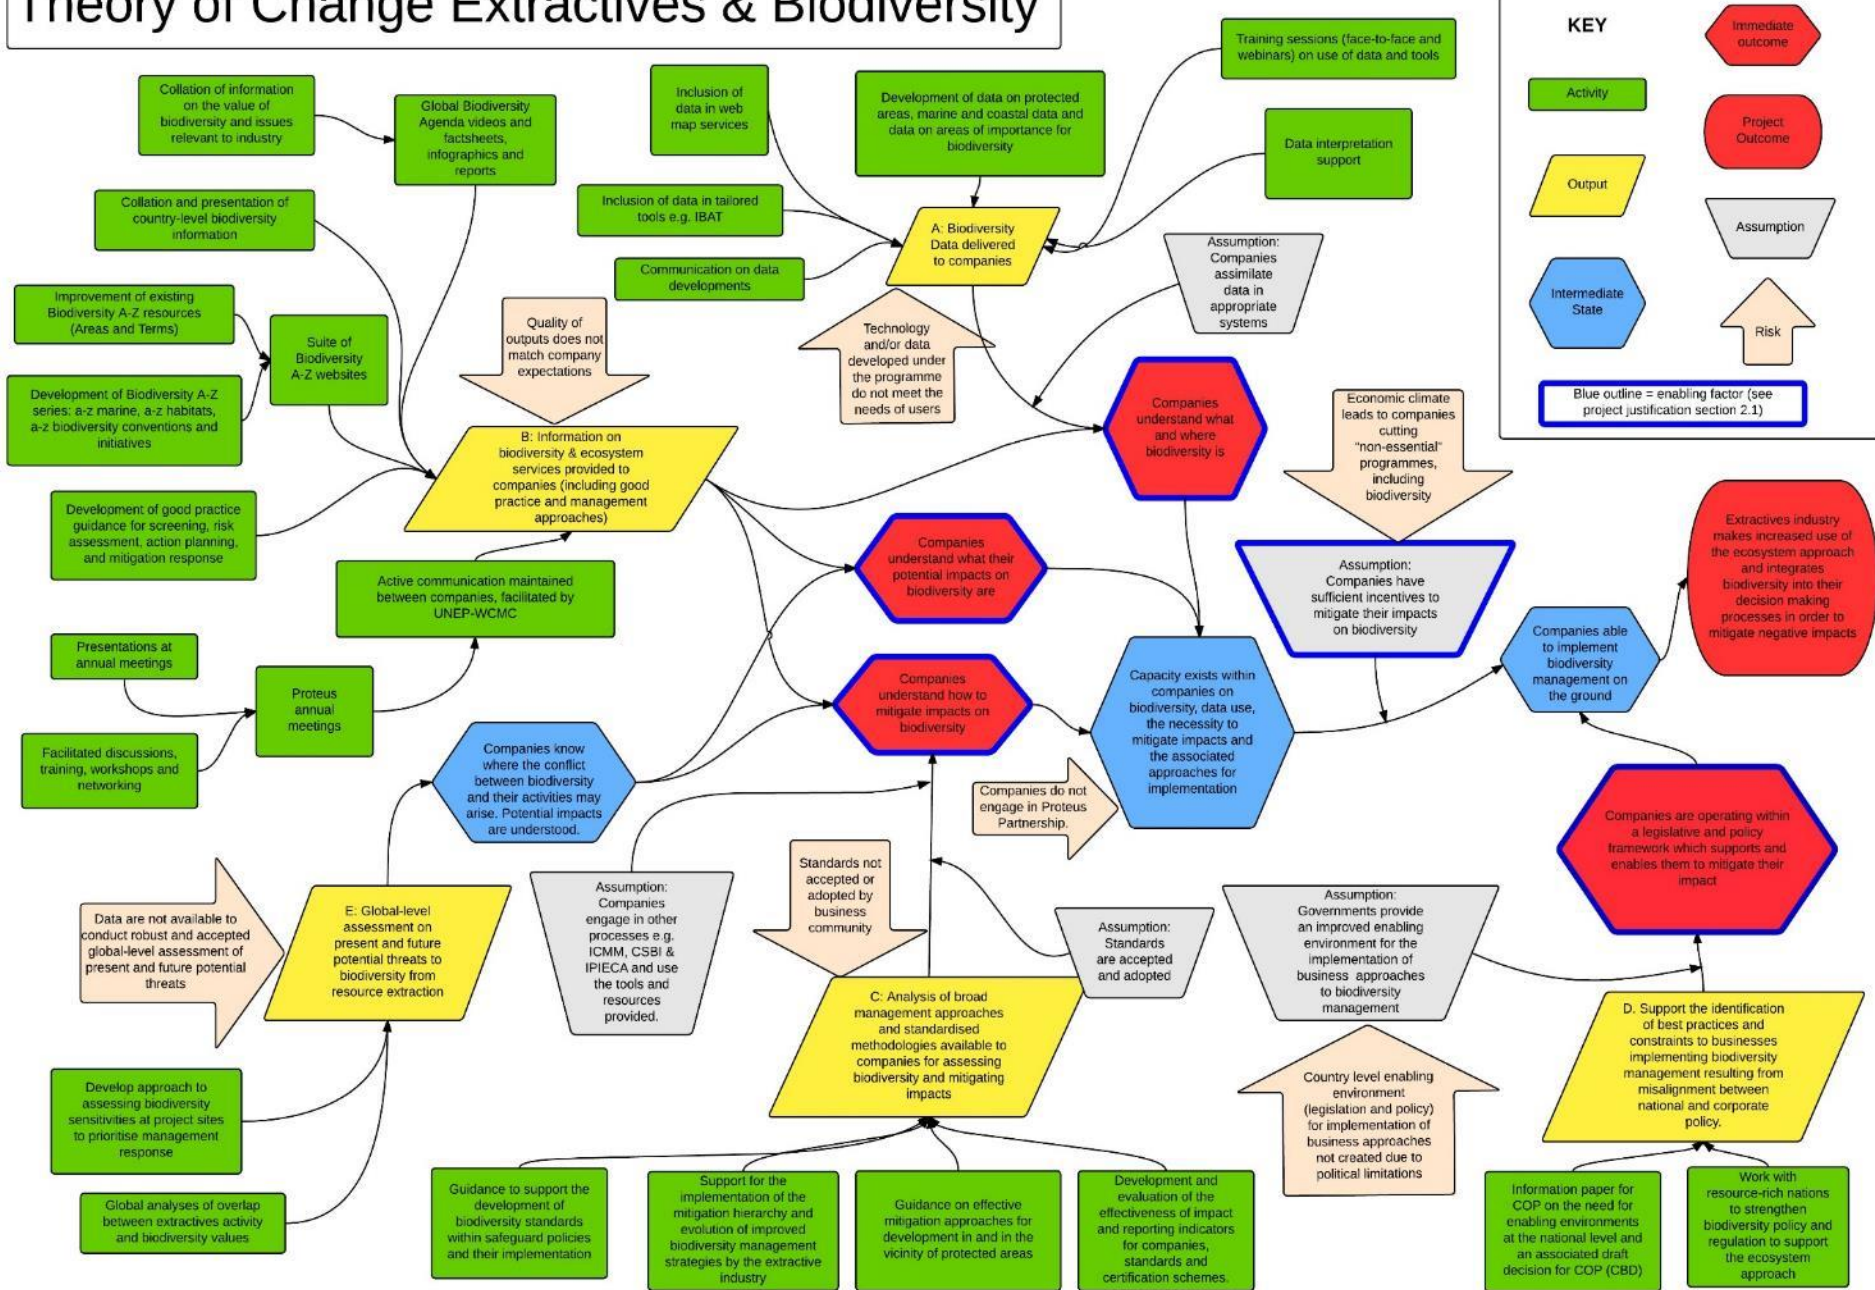 Theory of Change Extractives & Biodiversity
KEY
Immediate
outcome
Activity
Project
Outcome
Output
Assumption
Intermediate
State
Risk
Blue outline = enabling factor (see
project justification section 2.1)
Training sessions (face-to-face and
webinars) on use of data and tools
Collation of information
on the value of
biodiversity and issues
relevant to industry
Global Biodiversity
Agenda videos and
factsheets,
infographics and
reports
Inclusion of
data in web
map services
Development of data on protected
areas, marine and coastal data and
data on areas of importance for
biodiversity
Data interpretation
support
Collation and presentation of
country-level biodiversity
information
Inclusion of data in tailored
tools e.g. IBAT
A: Biodiversity
Data delivered
to companies
Communication on data
developments
Assumption:
Companies
assimilate
data in
appropriate
systems
Improvement of existing
Biodiversity A-Z resources
(Areas and Terms)
Suite of
Biodiversity
A-Z websites
Development of Biodiversity A-Z
series: a-z marine, a-z habitats,
a-z biodiversity conventions and
initiatives
Quality of
outputs does not
match company
expectations
Technology
and/or data
developed under
the programme
do not meet the
needs of users
Companies
understand what
and where
biodiversity is
Economic climate
leads to companies
cutting
"non-essential"
programmes,
including
biodiversity
B: Information on
biodiversity & ecosystem
services provided to
companies (including good
practice and management
approaches)
Development of good practice
guidance for screening, risk
assessment, action planning,
and mitigation response
Companies
understand what their
potential impacts on
biodiversity are
Assumption:
Companies have
sufficient incentives to
mitigate their impacts
on biodiversity
Extractives industry
makes increased use of
the ecosystem approach
and integrates
biodiversity into their
decision making
processes in order to
mitigate negative impacts
Active communication maintained
between companies, facilitated by
UNEP-WCMC
Presentations at
annual meetings
Proteus
annual
meetings
Facilitated discussions,
training, workshops and
networking
Companies
understand how to
mitigate impacts on
biodiversity
Capacity exists within
companies on
biodiversity, data use,
the necessity to
mitigate impacts and
the associated
approaches for
implementation
Companies able
to implement
biodiversity
management on
the ground
Companies know
where the conflict
between biodiversity
and their activities may
arise. Potential impacts
are understood.
Companies do not
engage in Proteus
Partnership.
Companies are operating within
a legislative and policy
framework which supports and
enables them to mitigate their
impact
Data are not available to
conduct robust and accepted
global-level assessment of
present and future potential
threats
E: Global-level
assessment on
present and future
potential threats to
biodiversity from
resource extraction
Assumption:
Companies
engage in other
processes e.g.
ICMM, CSBI &
IPIECA and use
the tools and
resources
provided.
Standards not
accepted or
adopted by
business
community
Assumption:
Standards
are accepted
and adopted
Assumption:
Governments provide
an improved enabling
environment for the
implementation of
business approaches
to biodiversity
management
C: Analysis of broad
management approaches
and standardised
methodologies available to
companies for assessing
biodiversity and mitigating
impacts
D. Support the identification
of best practices and
constraints to businesses
implementing biodiversity
management resulting from
misalignment between
national and corporate
policy.
Develop approach to
assessing biodiversity
sensitivities at project sites
to prioritise management
response
Country level enabling
environment
(legislation and policy)
for implementation of
business approaches
not created due to
political limitations
Global analyses of overlap
between extractives activity
and biodiversity values
Guidance to support the
development of
biodiversity standards
within safeguard policies
and their implementation
Support for the
implementation of the
mitigation hierarchy and
evolution of improved
biodiversity management
strategies by the extractive
industry
Guidance on effective
mitigation approaches for
development in and in the
vicinity of protected areas
Development and
evaluation of the
effectiveness of impact
and reporting indicators
for companies,
standards and
certification schemes.
Information paper for
COP on the need for
enabling environments
at the national level and
an associated draft
decision for COP (CBD)
Work with
resource-rich nations
to strengthen
biodiversity policy and
regulation to support
the ecosystem
approach